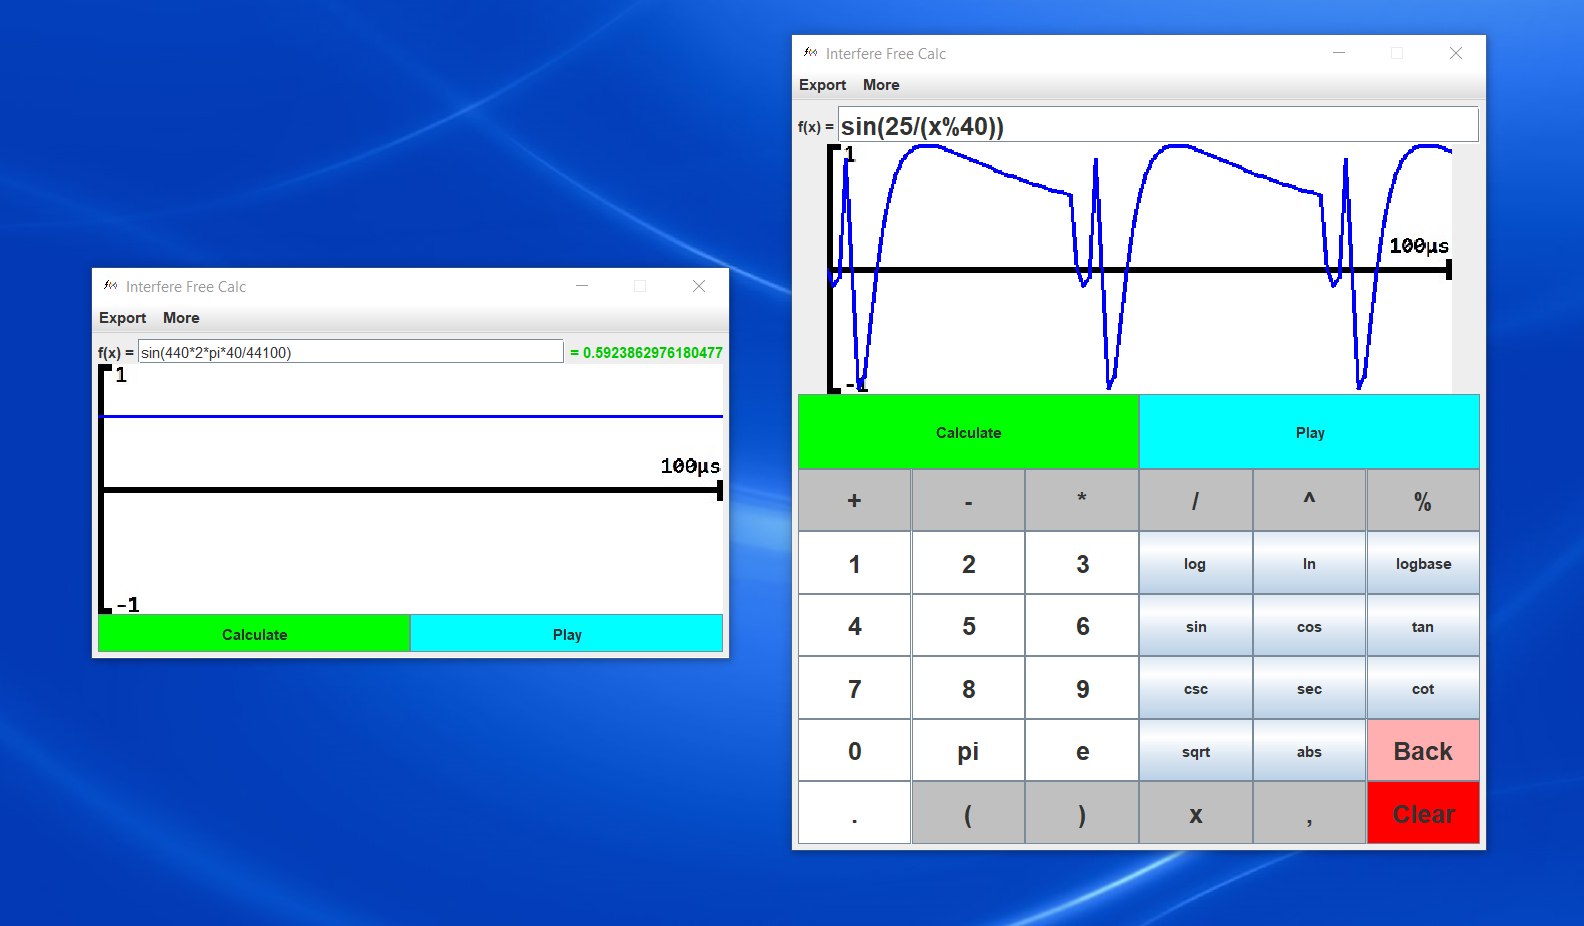 Interfere Free Calc
Export More
f(x) = sin(440*2*pi*40/44100) = 0.5923862976180477
1
100µs
-1
Calculate Play
Interfere Free Calc
Export More
f(x) = sin(25/(x%40))
1
100µs
-1
Calculate Play
+ - * / ^ %
1 2 3 log ln logbase
4 5 6 sin cos tan
7 8 9 csc sec cot
0 pi e sqrt abs Back
. ( ) x , Clear